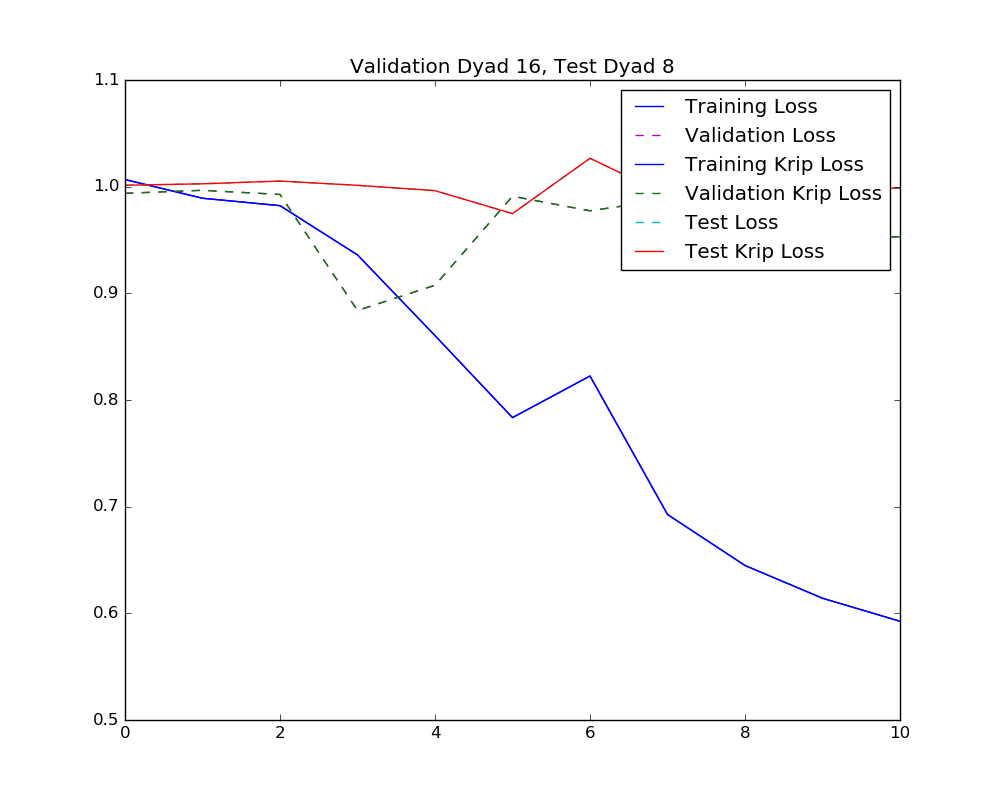 Validation Dyad 16, Test Dyad 8
1.1
1.0
0.9
0.8
0.7
0.6
0.5
Training Loss
Validation Loss
Training Krip Loss
Validation Krip Loss
Test Loss
Test Krip Loss
0 2 4 6 8 10